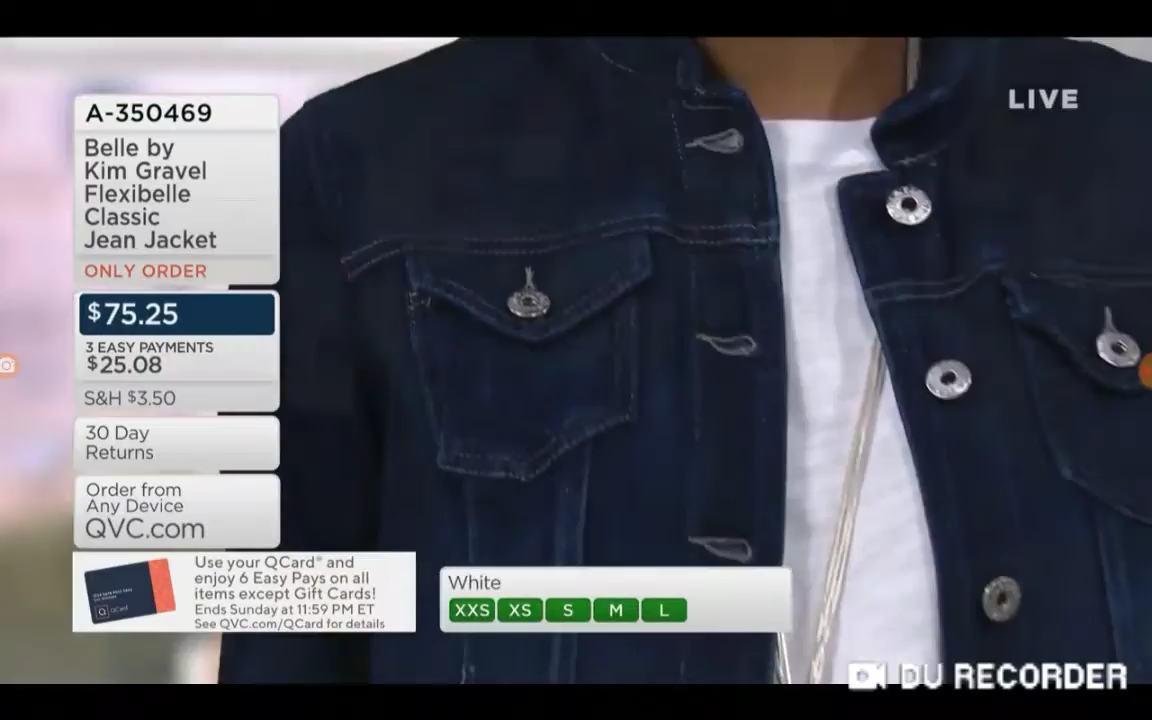 A-350469
Belle by
Kim Gravel
Flexibelle
Classic
Jean Jacket
ONLY ORDER
$75.25
3 EASY PAYMENTS
$25.08
S&H $3.50
30 Day
Returns
Order from
Any Device
QVC.com
Use your QCard® and
enjoy 6 Easy Pays on all
items except Gift Cards!
Ends Sunday at 11:59 PM ET
See QVC.com/QCard for details
Q QCard
White
XXS XS S M L
LIVE
DU RECORDER